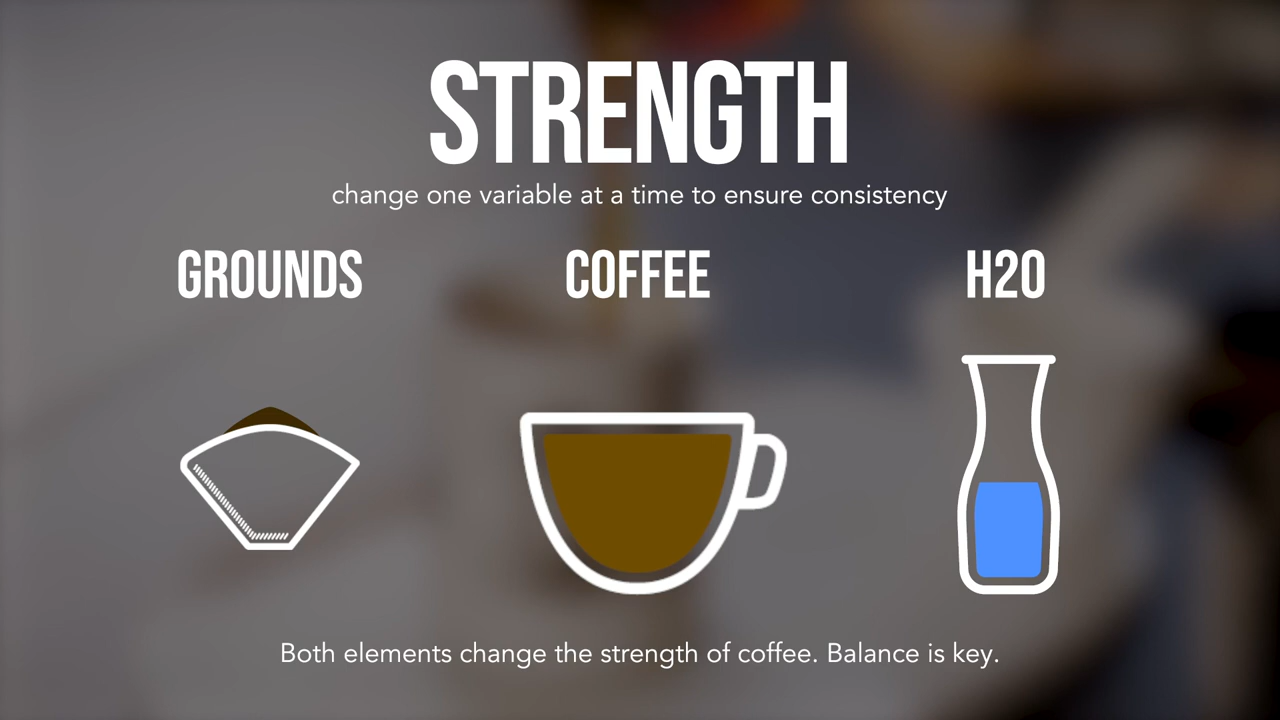 STRENGTH
change one variable at a time to ensure consistency
GROUNDS
COFFEE
H20
Both elements change the strength of coffee. Balance is key.